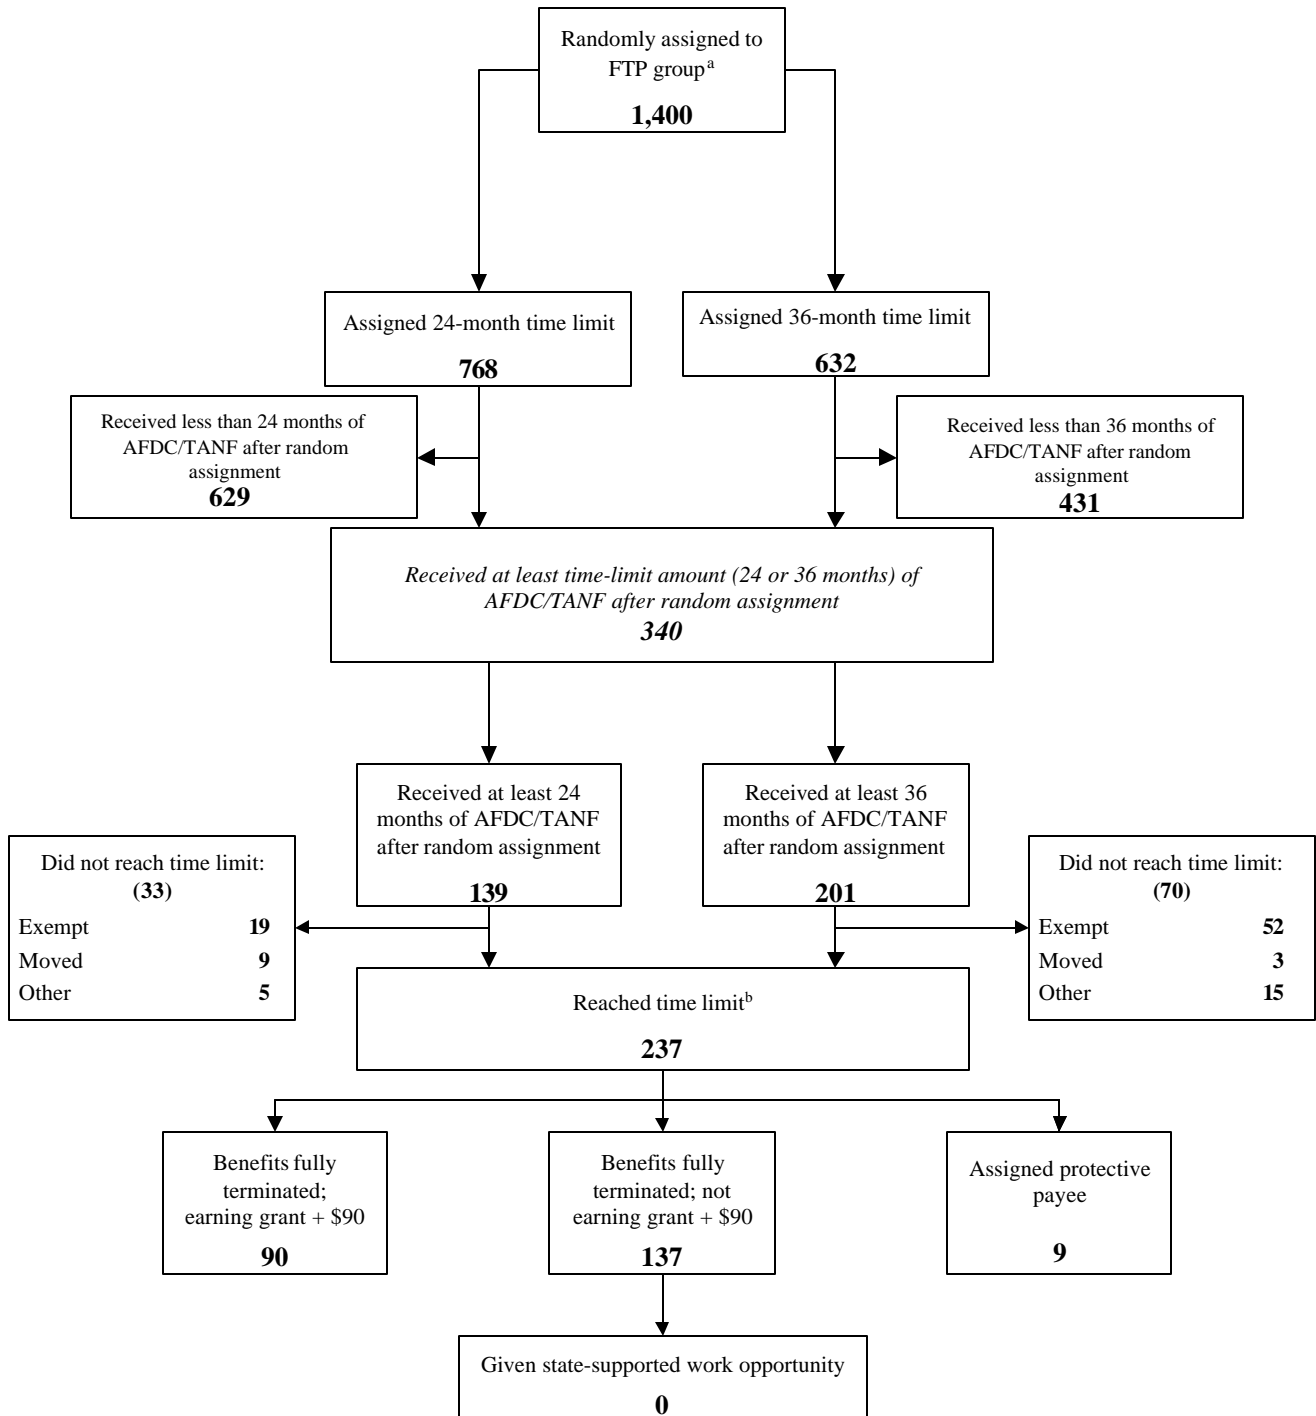 Randomly assigned to
FTP group a
1,400
Assigned 24-month time limit
768
Assigned 36-month time limit
632
Received less than 24 months of
AFDC/TANF after random
assignment
629
Received less than 36 months of
AFDC/TANF after random
assignment
431
Received at least time-limit amount (24 or 36 months) of
AFDC/TANF after random assignment
340
Received at least 24
months of AFDC/TANF
after random assignment
139
Received at least 36
months of AFDC/TANF
after random assignment
201
Did not reach time limit:
(33)
Exempt 19
Moved 9
Other 5
Did not reach time limit:
(70)
Exempt 52
Moved 3
Other 15
Reached time limit b
237
Benefits fully
terminated;
earning grant + $90
90
Benefits fully
terminated; not
earning grant + $90
137
Assigned protective
payee
9
Given state-supported work opportunity
0